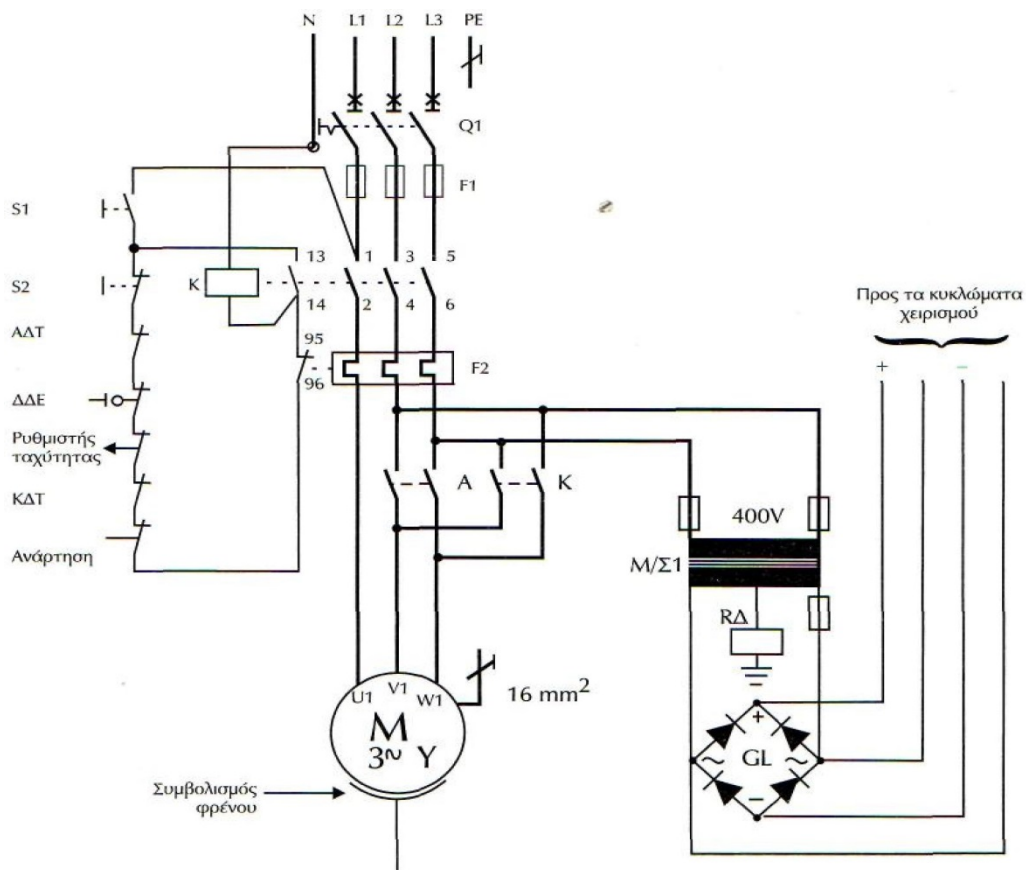 N L1 L2 L3 PE
Q1
F1
S1
13 1 3 5
S2
K
14 2 4 6
Προς τα κυκλώματα
χειρισμού
ΑΔΤ
95
F2
96
+ −
ΔΔΕ
Ρυθμιστής
ταχύτητας
A K
ΚΔΤ
400V
Ανάρτηση
Μ/Σ1
RΔ
U1 V1 W1
16 mm²
M
3~ Y
+
~ GL ~
−
Συμβολισμός
φρένου